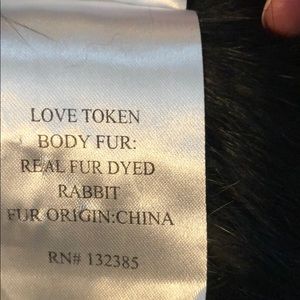 LOVE TOKEN
BODY FUR:
REAL FUR DYED
RABBIT
FUR ORIGIN:CHINA
RN# 132385